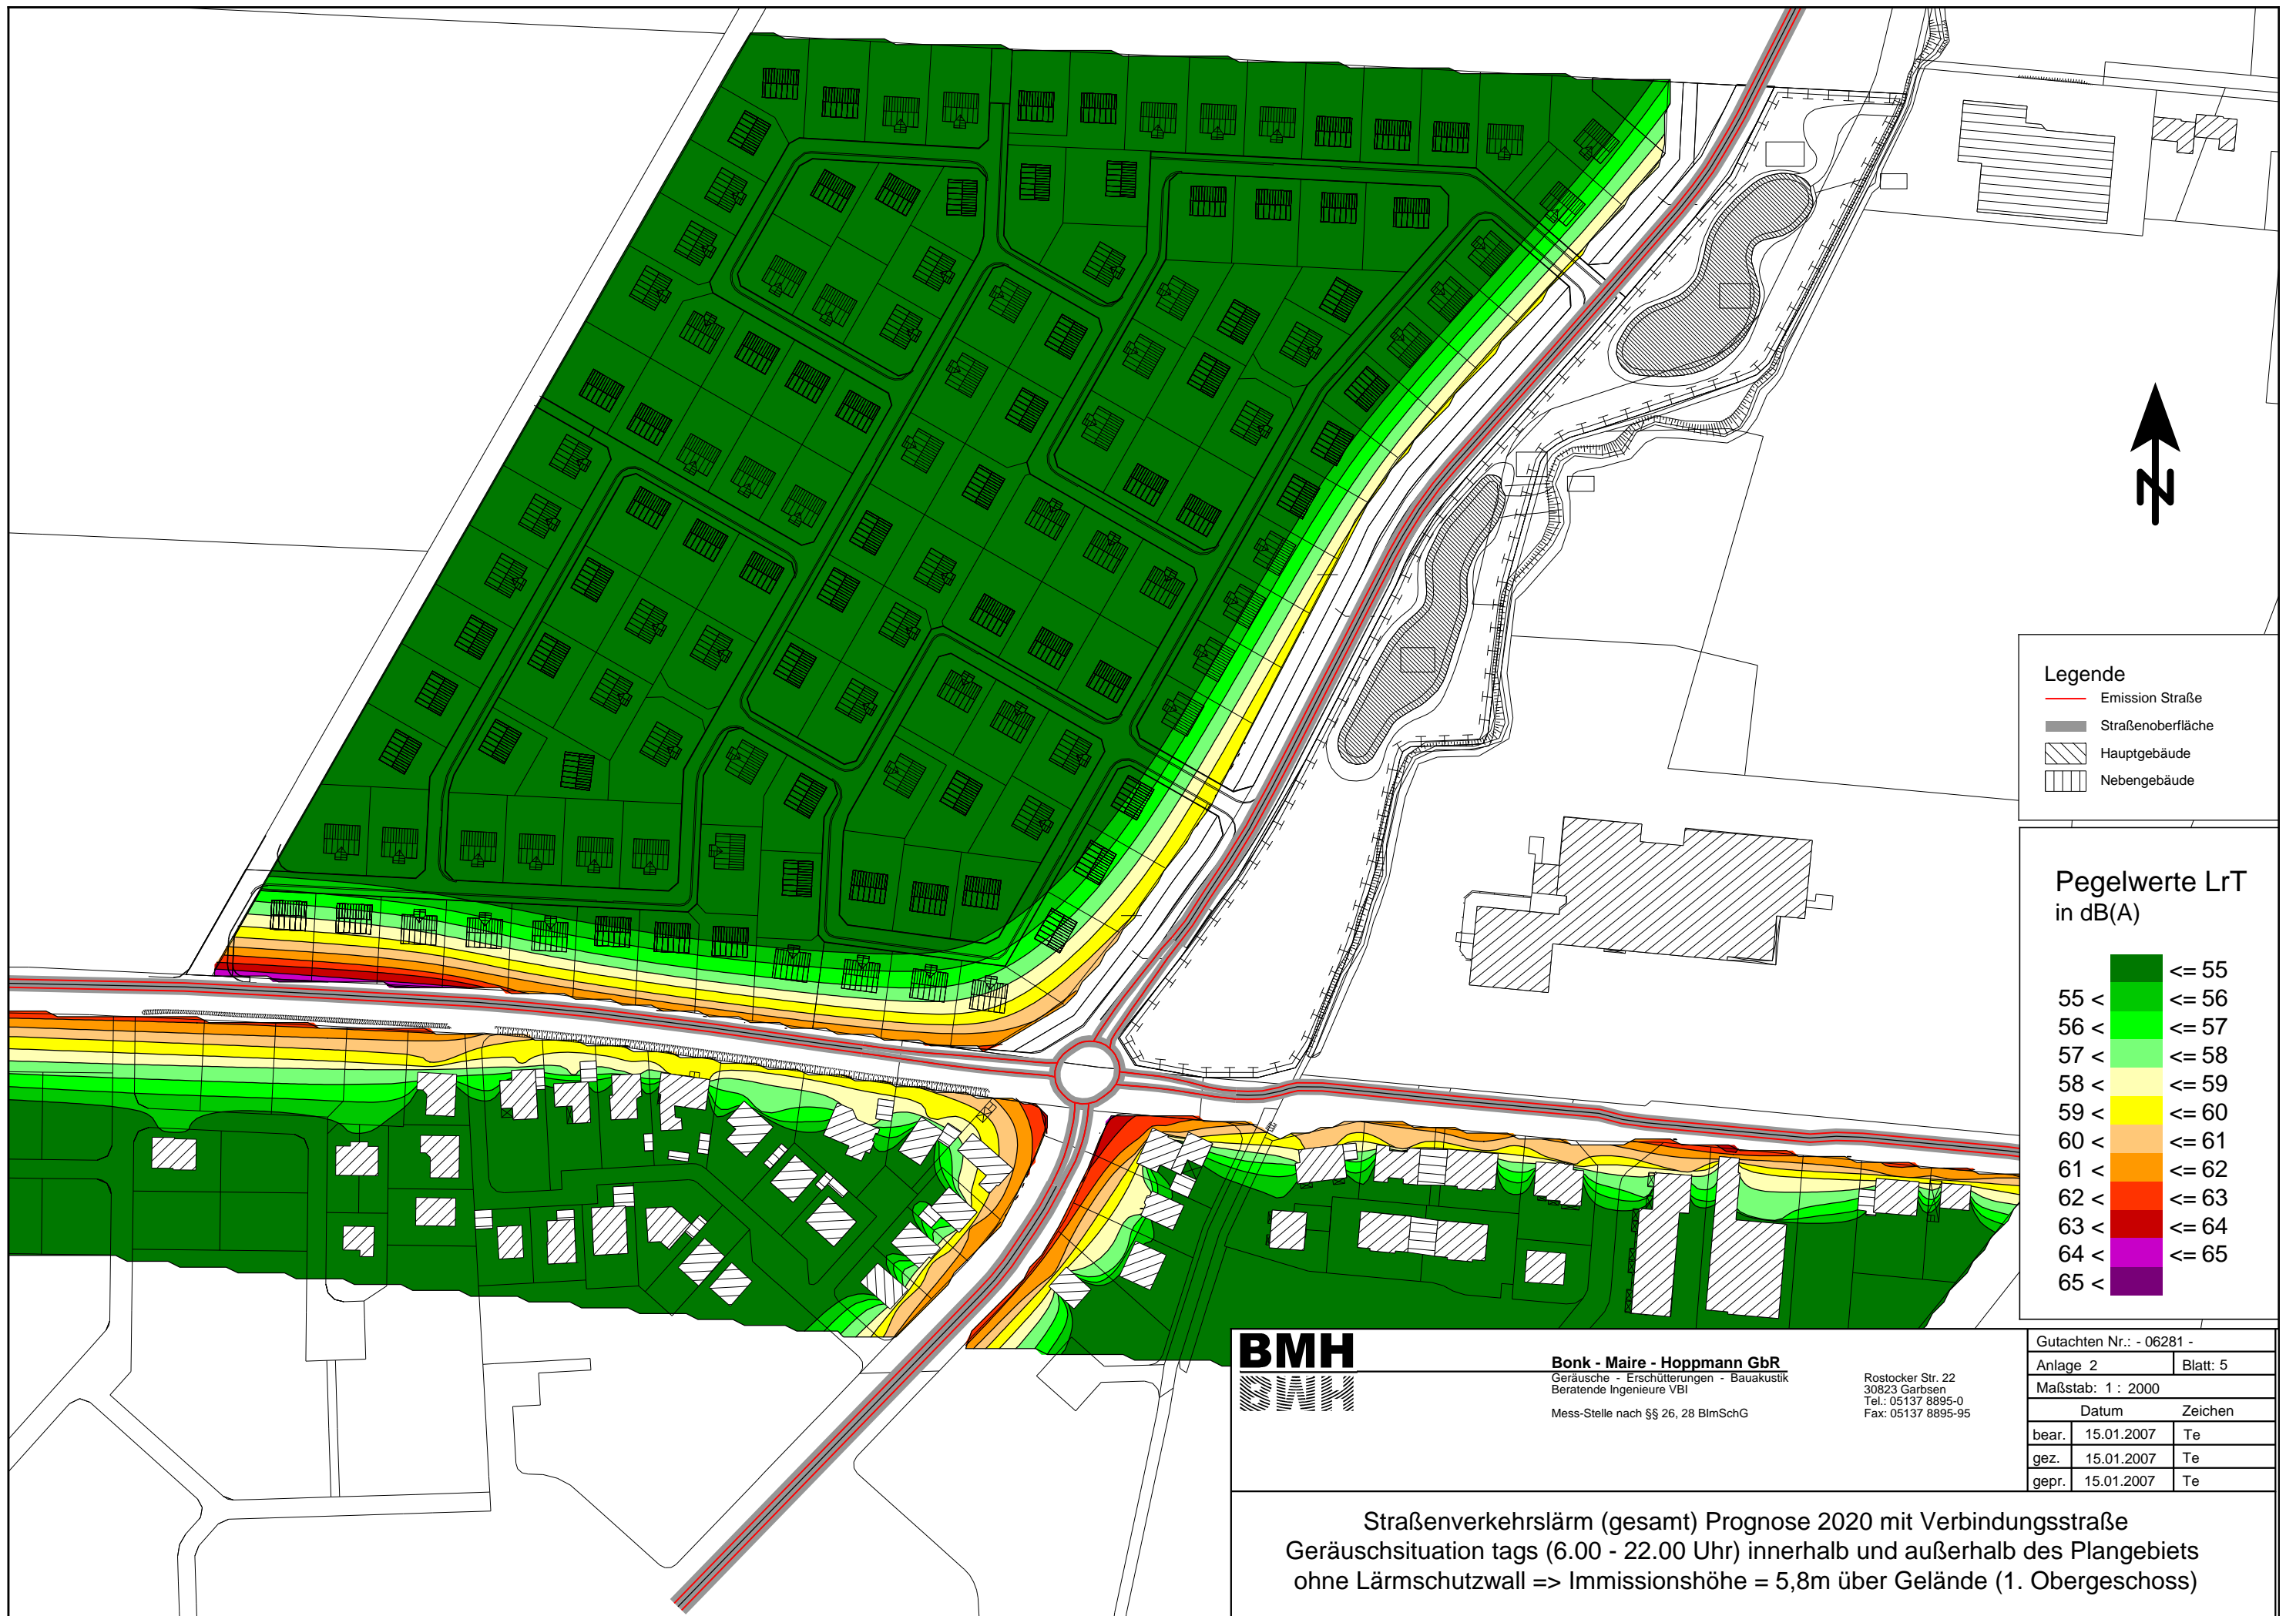 N
Legende
Emission Straße
Straßenoberfläche
Hauptgebäude
Nebengebäude
Pegelwerte LrT
in dB(A)
<= 55
55 < <= 56
56 < <= 57
57 < <= 58
58 < <= 59
59 < <= 60
60 < <= 61
61 < <= 62
62 < <= 63
63 < <= 64
64 < <= 65
65 <
BMH
BMH
Bonk - Maire - Hoppmann GbR
Geräusche - Erschütterungen - Bauakustik
Beratende Ingenieure VBI
Mess-Stelle nach §§ 26, 28 BImSchG
Rostocker Str. 22
30823 Garbsen
Tel.: 05137 8895-0
Fax: 05137 8895-95
Gutachten Nr.: - 06281 -
Anlage 2 Blatt: 5
Maßstab: 1 : 2000
Datum Zeichen
bear. 15.01.2007 Te
gez. 15.01.2007 Te
gepr. 15.01.2007 Te
Straßenverkehrslärm (gesamt) Prognose 2020 mit Verbindungsstraße
Geräuschsituation tags (6.00 - 22.00 Uhr) innerhalb und außerhalb des Plangebiets
ohne Lärmschutzwall => Immissionshöhe = 5,8m über Gelände (1. Obergeschoss)